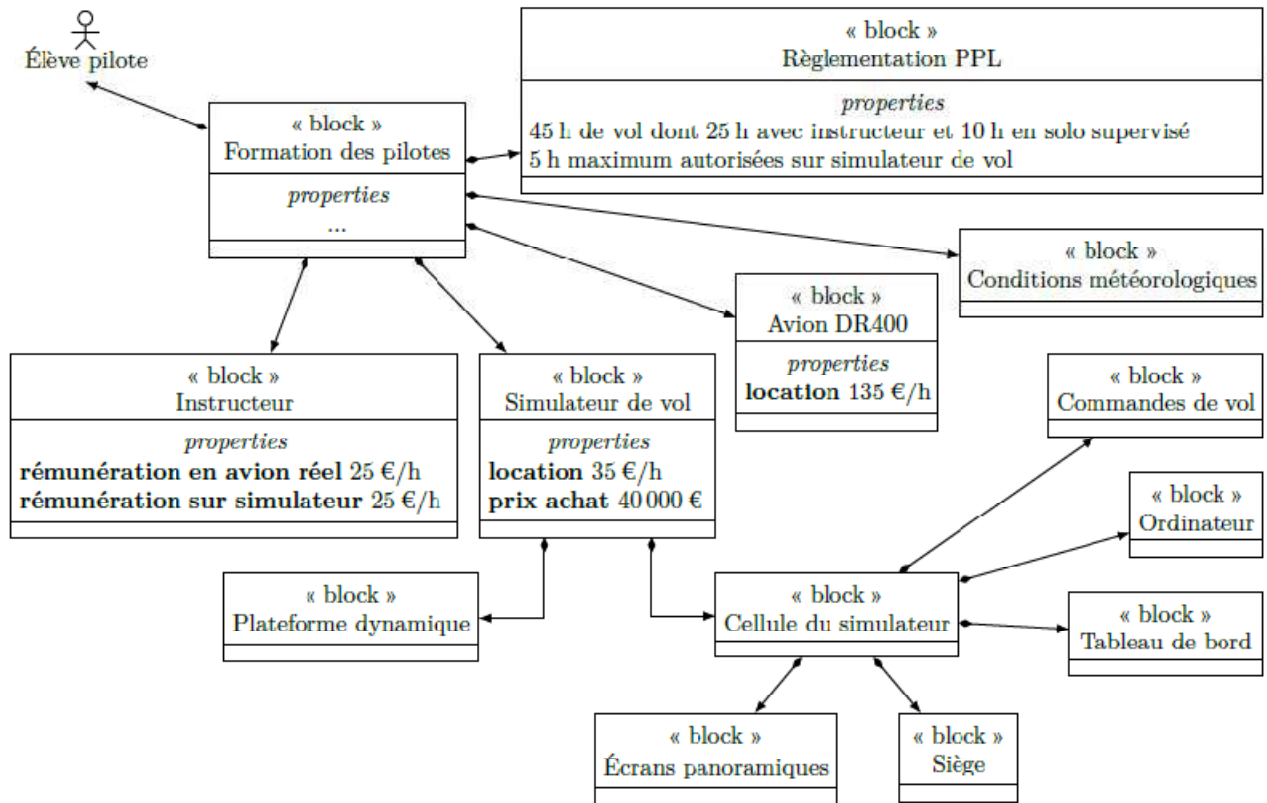 Élève pilote
« block »
Formation des pilotes
properties
...
« block »
Règlementation PPL
properties
45 h de vol dont 25 h avec instructeur et 10 h en solo supervisé
5 h maximum autorisées sur simulateur de vol
« block »
Conditions météorologiques
« block »
Avion DR400
properties
location 135 €/h
« block »
Instructeur
properties
rémunération en avion réel 25 €/h
rémunération sur simulateur 25 €/h
« block »
Simulateur de vol
properties
location 35 €/h
prix achat 40 000 €
« block »
Commandes de vol
« block »
Ordinateur
« block »
Plateforme dynamique
« block »
Cellule du simulateur
« block »
Tableau de bord
« block »
Écrans panoramiques
« block »
Siège